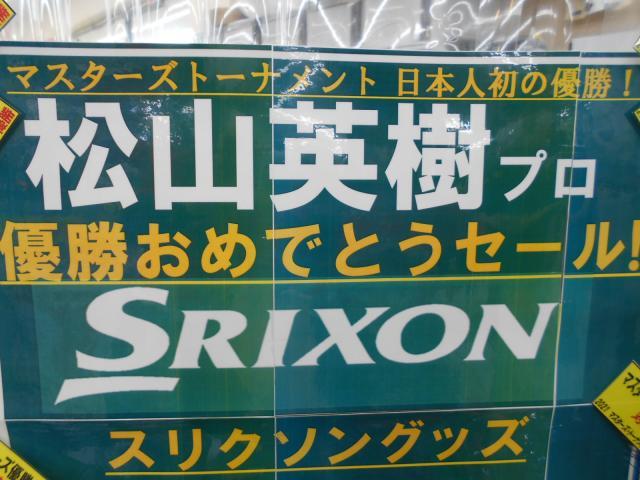 マスターズトーナメント 日本人初の優勝！
松山英樹プロ
優勝おめでとうセール!
SRIXON
スリクソングッズ